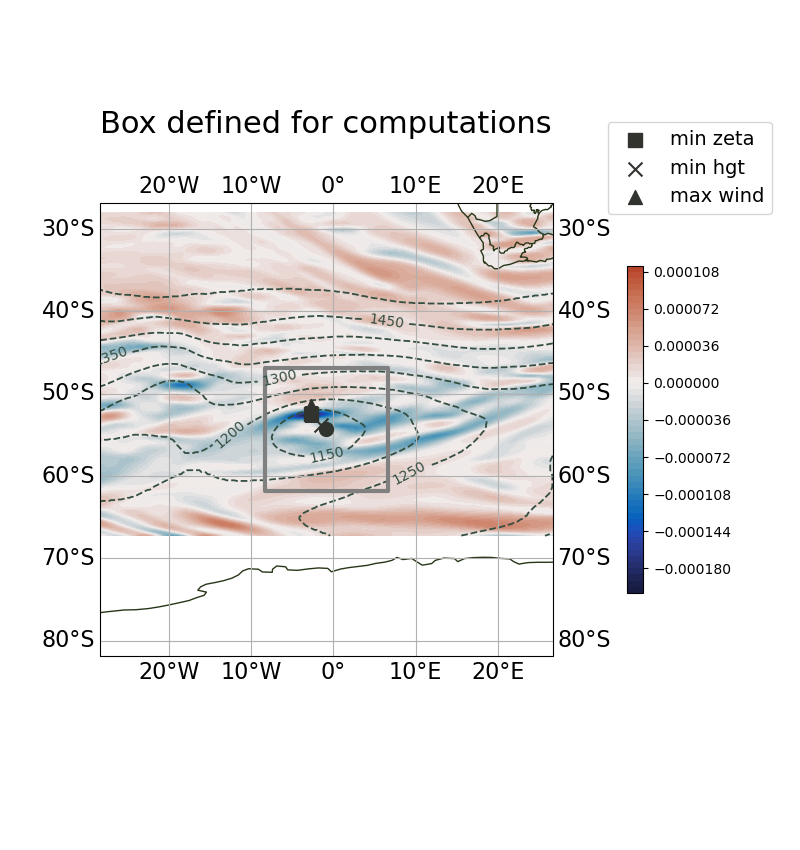 Box defined for computations
min zeta
min hgt
max wind
20°W 10°W 0° 10°E 20°E
30°S 30°S
40°S 40°S
50°S 50°S
60°S 60°S
70°S 70°S
80°S 80°S
20°W 10°W 0° 10°E 20°E
1450
350
1300
1200
1150
1250
0.000108
0.000072
0.000036
0.000000
−0.000036
−0.000072
−0.000108
−0.000144
−0.000180